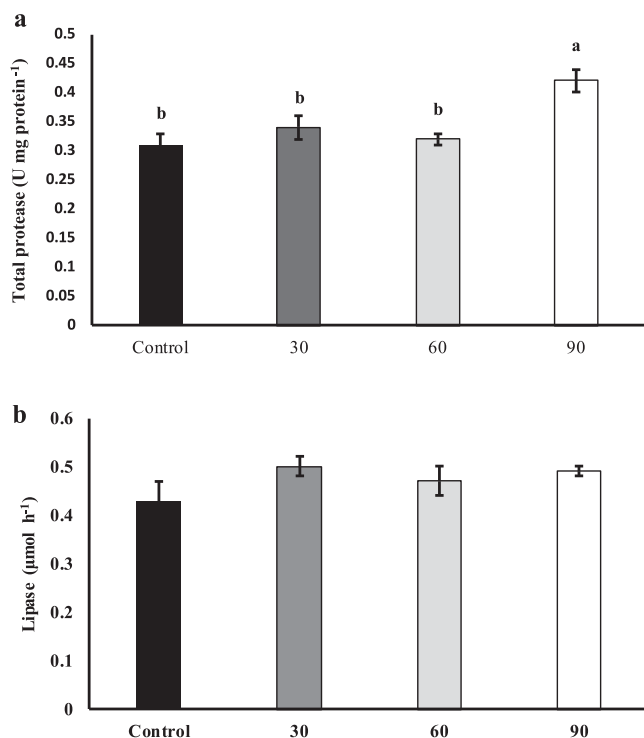 a
Total protease (U mg protein⁻¹)
0.5
0.45
0.4
0.35
0.3
0.25
0.2
0.15
0.1
0.05
0
b
b
b
a
Control 30 60 90
b
Lipase (µmol h⁻¹)
0.6
0.5
0.4
0.3
0.2
0.1
0
Control 30 60 90